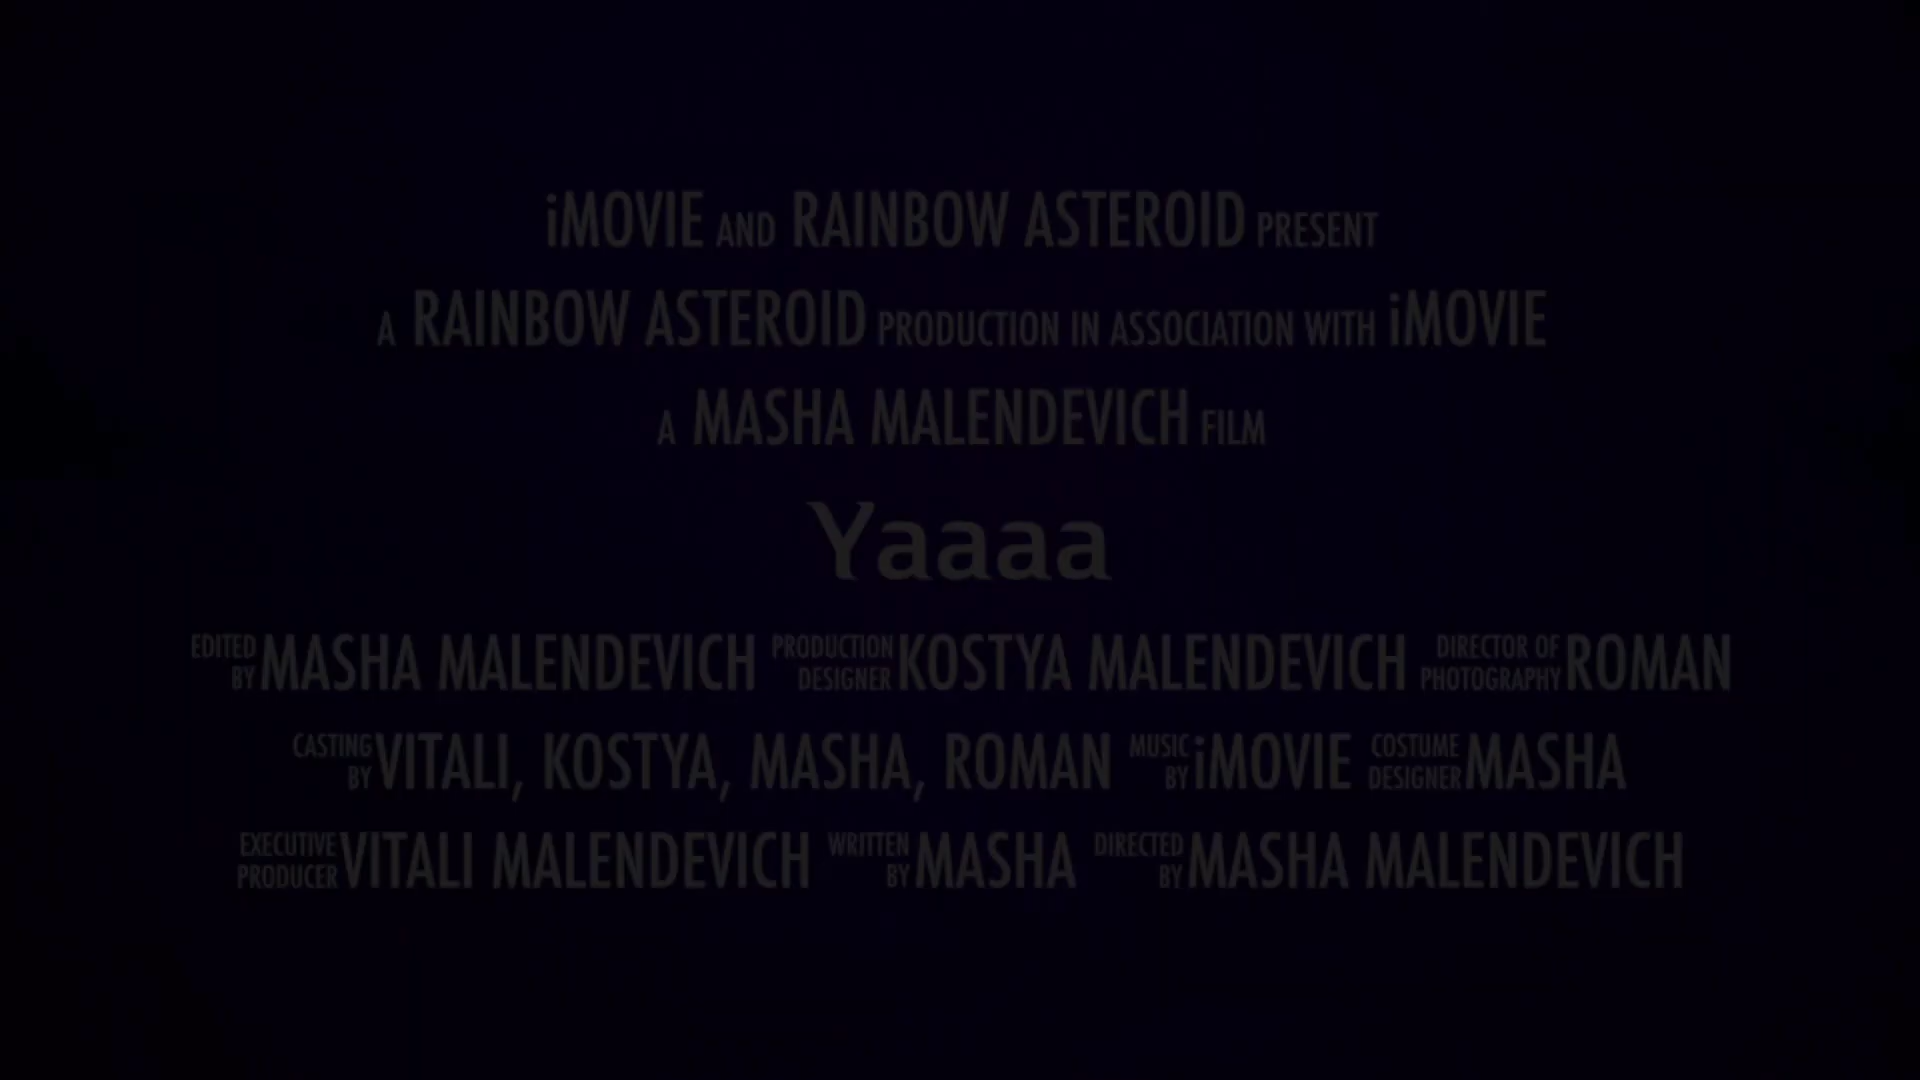 iMOVIE AND RAINBOW ASTEROID PRESENT
A RAINBOW ASTEROID PRODUCTION IN ASSOCIATION WITH iMOVIE
A MASHA MALENDEVICH FILM
Yaaaa
EDITED BY MASHA MALENDEVICH PRODUCTION DESIGNER KOSTYA MALENDEVICH DIRECTOR OF PHOTOGRAPHY ROMAN
CASTING BY VITALI, KOSTYA, MASHA, ROMAN MUSIC BY iMOVIE COSTUME DESIGNER MASHA
EXECUTIVE PRODUCER VITALI MALENDEVICH WRITTEN BY MASHA DIRECTED BY MASHA MALENDEVICH